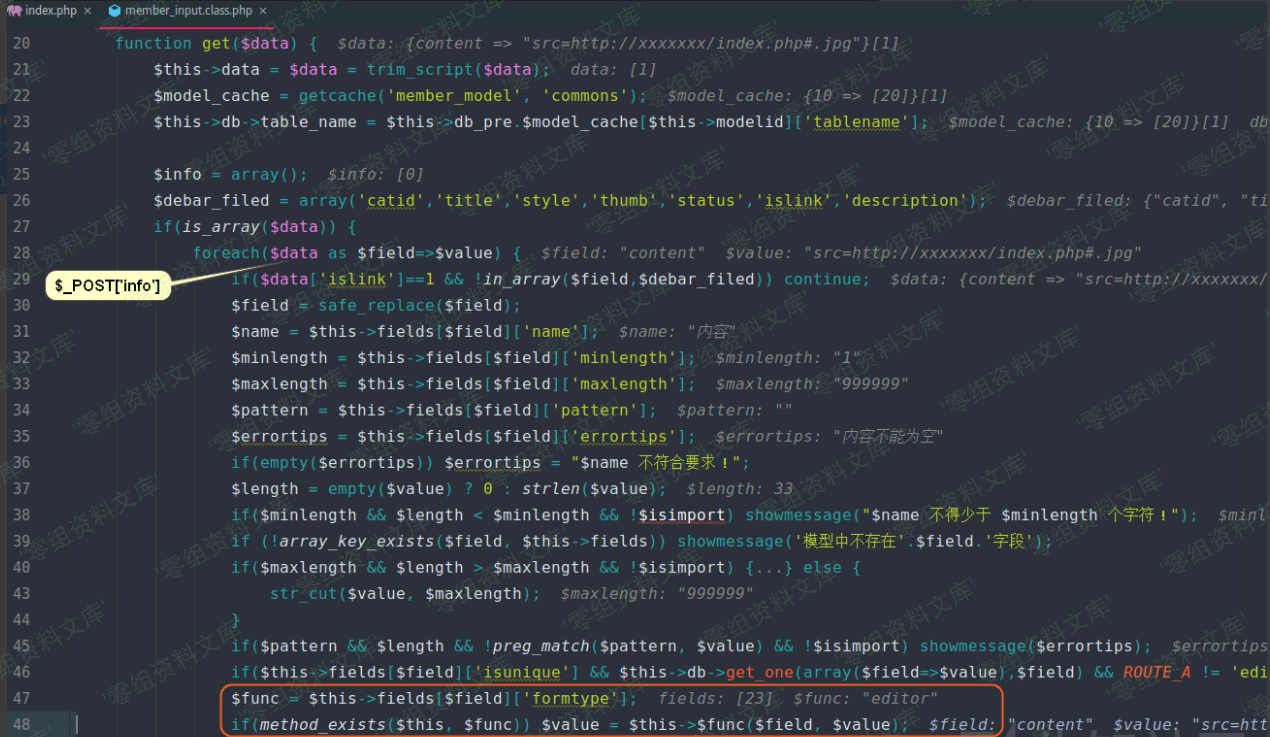 index.php × member_input.class.php ×
20 function get($data) { $data: {content => "src=http://xxxxxxx/index.php#.jpg"}[1]
21 $this->data = $data = trim_script($data); data: [1]
22 $model_cache = getcache('member_model', 'commons'); $model_cache: {10 => [20]}[1]
23 $this->db->table_name = $this->db_pre.$model_cache[$this->modelid]['tablename']; $model_cache: {10 => [20]}[1] db
24
25 $info = array(); $info: [0]
26 $debar_filed = array('catid','title','style','thumb','status','islink','description'); $debar_filed: {"catid", "ti
27 if(is_array($data)) {
28 foreach($data as $field=>$value) { $field: "content" $value: "src=http://xxxxxxx/index.php#.jpg"
$_POST['info']
29 if($data['islink']==1 && !in_array($field,$debar_filed)) continue; $data: {content => "src=http://xxxxxxx/
30 $field = safe_replace($field);
31 $name = $this->fields[$field]['name']; $name: "内容"
32 $minlength = $this->fields[$field]['minlength']; $minlength: "1"
33 $maxlength = $this->fields[$field]['maxlength']; $maxlength: "999999"
34 $pattern = $this->fields[$field]['pattern']; $pattern: ""
35 $errortips = $this->fields[$field]['errortips']; $errortips: "内容不能为空"
36 if(empty($errortips)) $errortips = "$name 不符合要求！";
37 $length = empty($value) ? 0 : strlen($value); $length: 33
38 if($minlength && $length < $minlength && !$isimport) showmessage("$name 不得少于 $minlength 个字符！"); $minl
39 if (!array_key_exists($field, $this->fields)) showmessage('模型中不存在'.$field.'字段');
40 if($maxlength && $length > $maxlength && !$isimport) {...} else {
43 str_cut($value, $maxlength); $maxlength: "999999"
44 }
45 if($pattern && $length && !preg_match($pattern, $value) && !$isimport) showmessage($errortips); $errortips
46 if($this->fields[$field]['isunique'] && $this->db->get_one(array($field=>$value),$field) && ROUTE_A != 'edi
47 $func = $this->fields[$field]['formtype']; fields: [23] $func: "editor"
48 if(method_exists($this, $func)) $value = $this->$func($field, $value); $field: "content" $value: "src=htt
'零组资料文库'